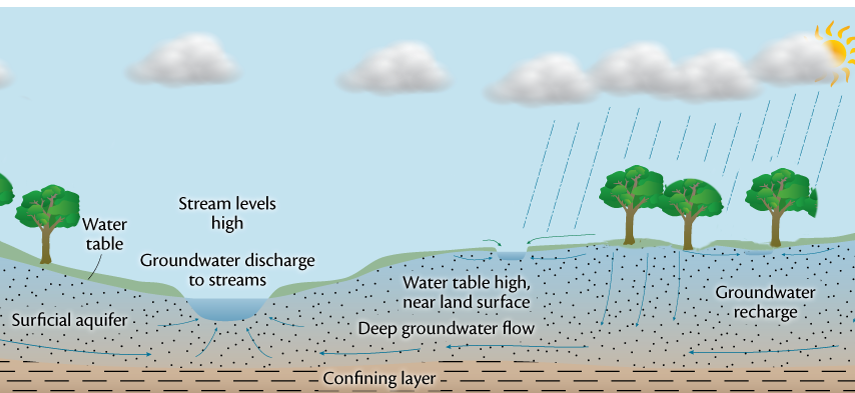 Stream levels
high
Water
table
Groundwater discharge
to streams
Water table high,
near land surface
Groundwater
recharge
Surficial aquifer
Deep groundwater flow
Confining layer